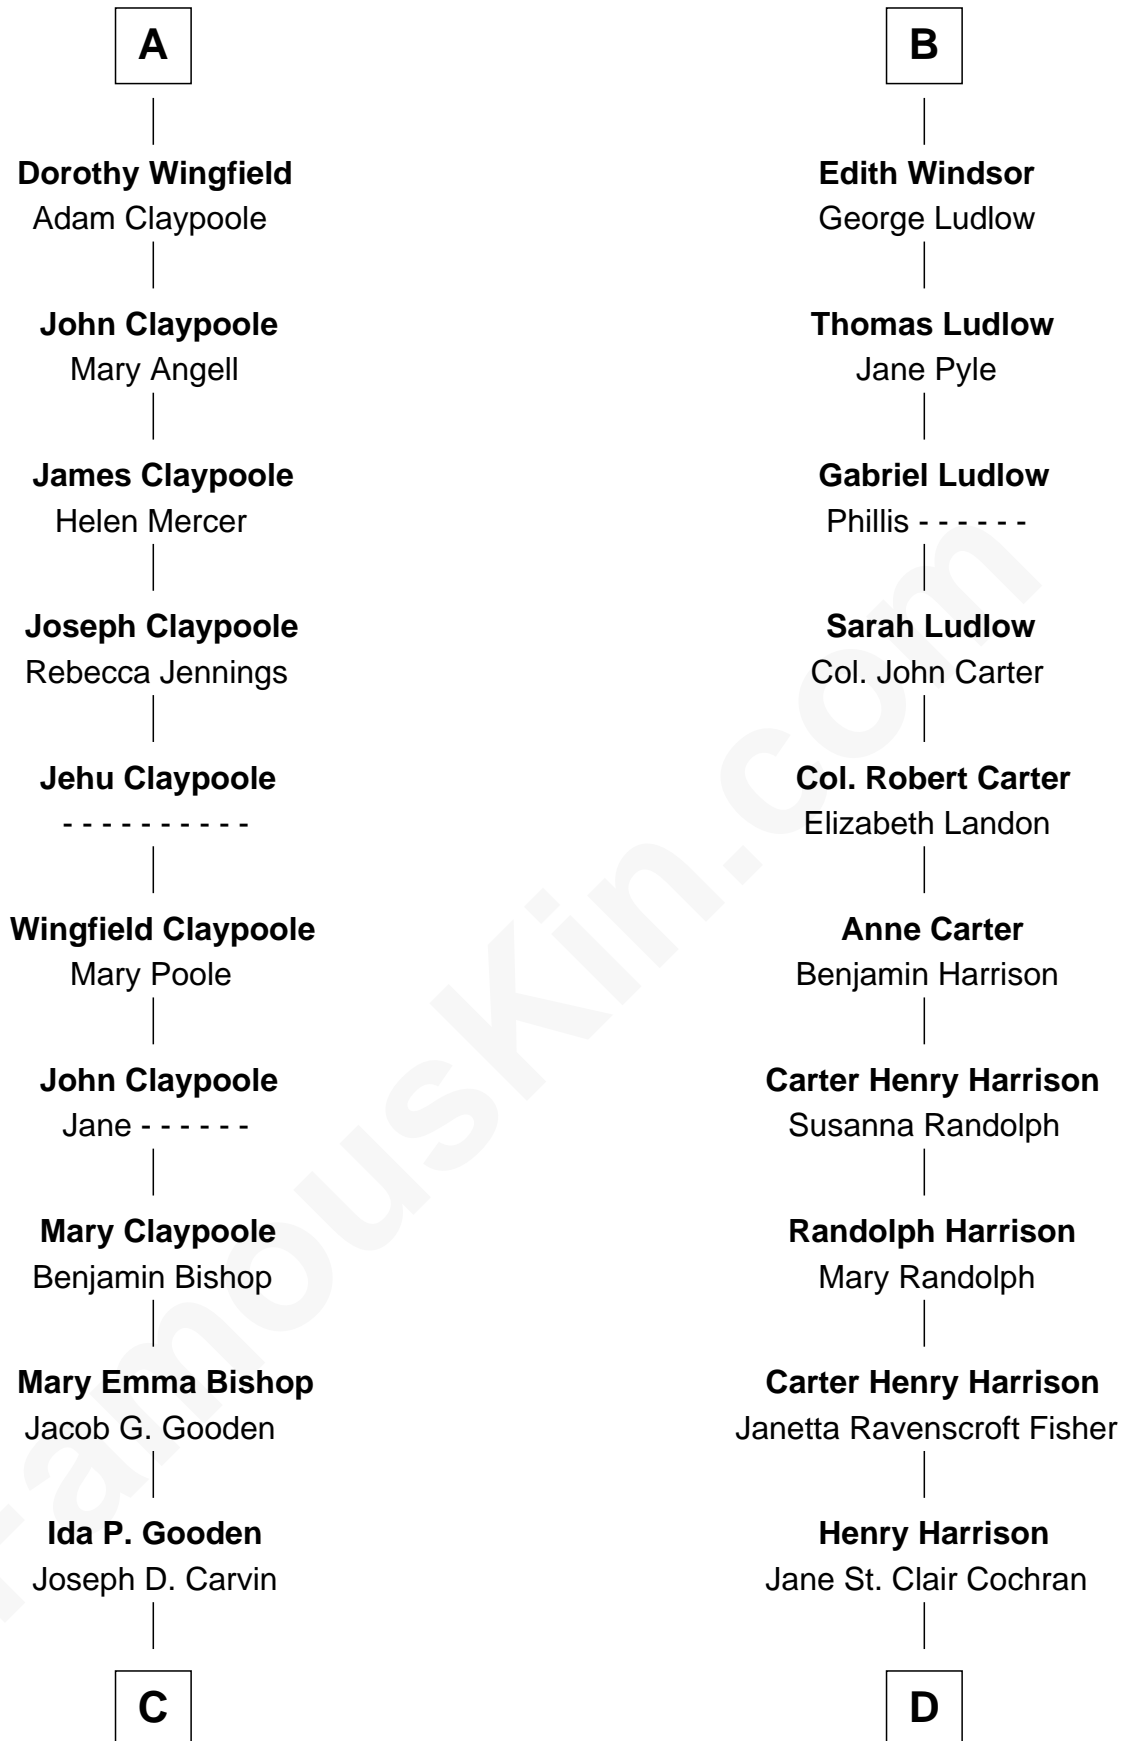 A
Dorothy Wingfield
Adam Claypoole
John Claypoole
Mary Angell
James Claypoole
Helen Mercer
Joseph Claypoole
Rebecca Jennings
Jehu Claypoole
- - - - - - - - - -
Wingfield Claypoole
Mary Poole
John Claypoole
Jane - - - - - -
Mary Claypoole
Benjamin Bishop
Mary Emma Bishop
Jacob G. Gooden
Ida P. Gooden
Joseph D. Carvin
C
B
Edith Windsor
George Ludlow
Thomas Ludlow
Jane Pyle
Gabriel Ludlow
Phillis - - - - - -
Sarah Ludlow
Col. John Carter
Col. Robert Carter
Elizabeth Landon
Anne Carter
Benjamin Harrison
Carter Henry Harrison
Susanna Randolph
Randolph Harrison
Mary Randolph
Carter Henry Harrison
Janetta Ravenscroft Fisher
Henry Harrison
Jane St. Clair Cochran
D
FamousKin.com